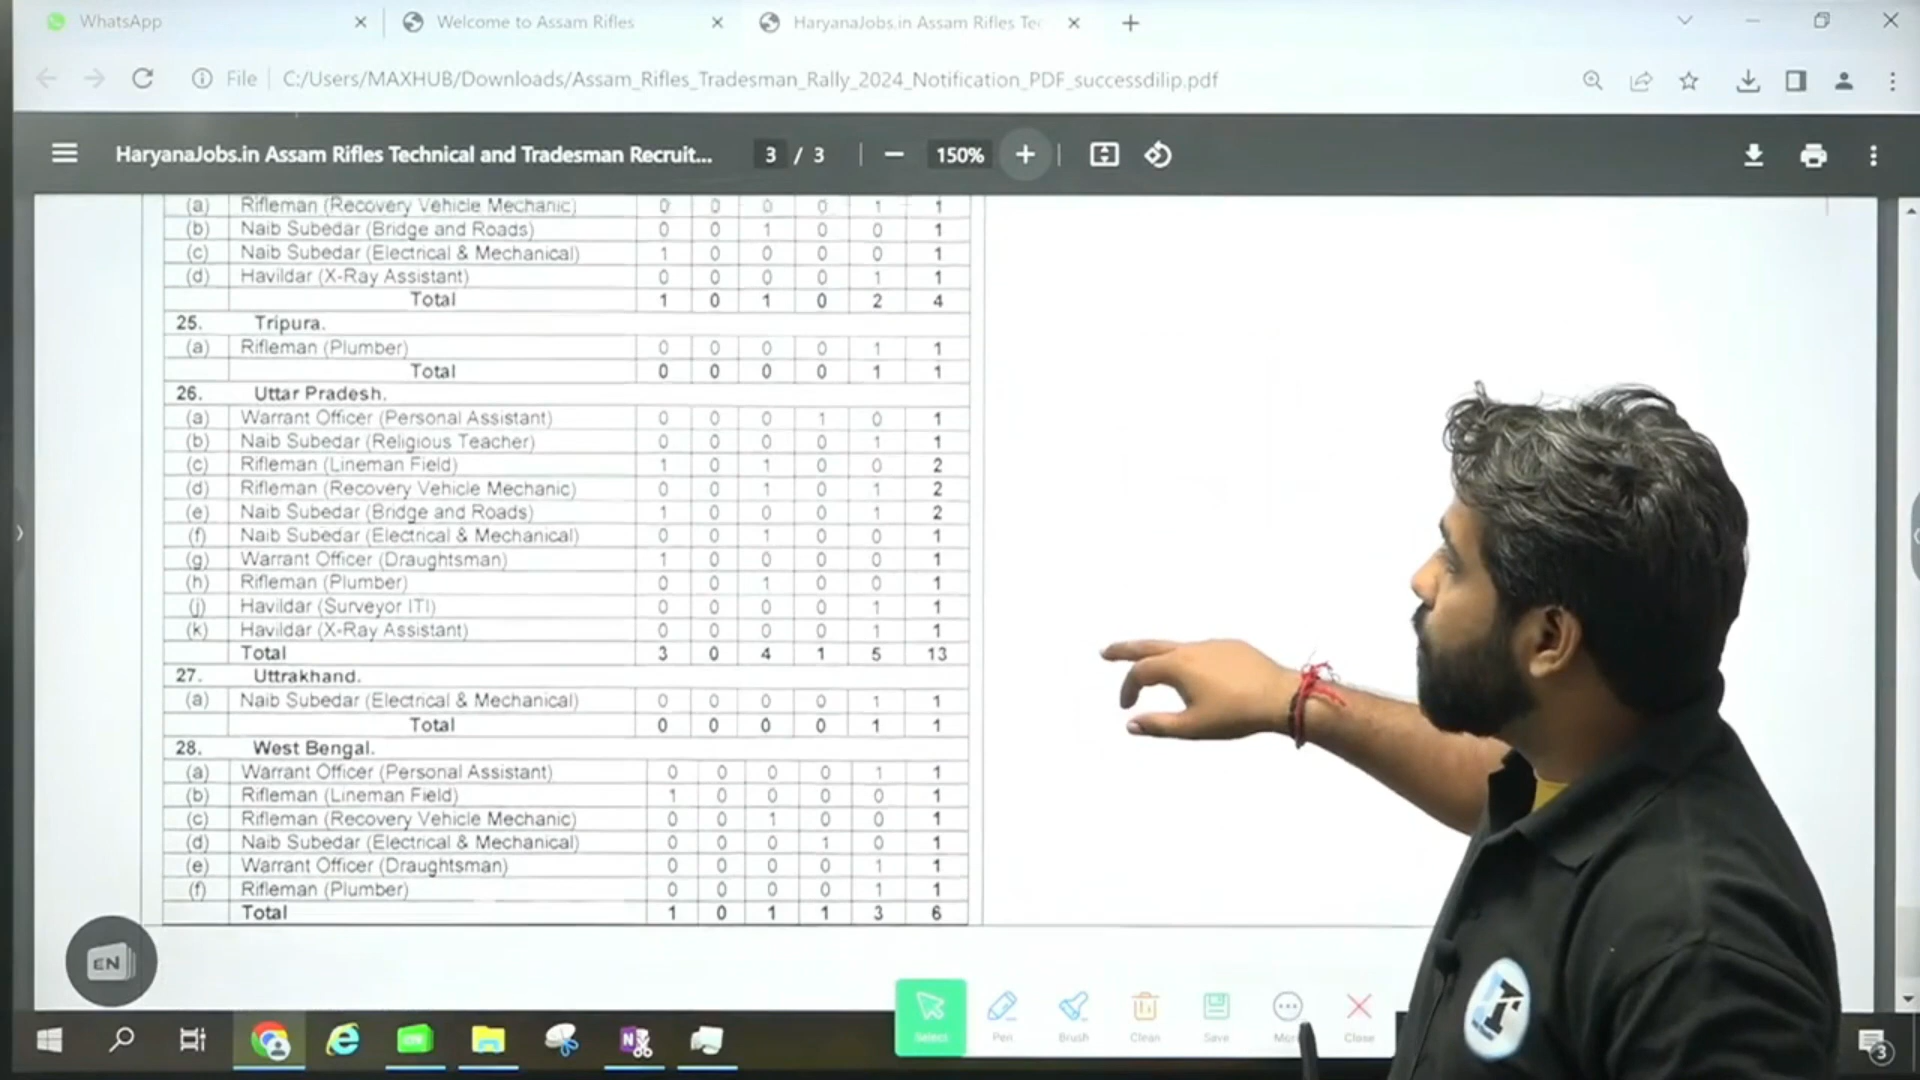 WhatsApp
Welcome to Assam Rifles
HaryanaJobs.in Assam Rifles Te
File C:/Users/MAXHUB/Downloads/Assam_Rifles_Tradesman_Rally_2024_Notification_PDF_successdilip.pdf
HaryanaJobs.in Assam Rifles Technical and Tradesman Recruit... 3 / 3 150%
(a) Rifleman (Recovery Vehicle Mechanic) 0 0 0 0 1 1
(b) Naib Subedar (Bridge and Roads) 0 0 1 0 0 1
(c) Naib Subedar (Electrical & Mechanical) 1 0 0 0 0 1
(d) Havildar (X-Ray Assistant) 0 0 0 0 1 1
Total 1 0 1 0 2 4
25. Tripura.
(a) Rifleman (Plumber) 0 0 0 0 1 1
Total 0 0 0 0 1 1
26. Uttar Pradesh.
(a) Warrant Officer (Personal Assistant) 0 0 0 1 0 1
(b) Naib Subedar (Religious Teacher) 0 0 0 0 1 1
(c) Rifleman (Lineman Field) 1 0 1 0 0 2
(d) Rifleman (Recovery Vehicle Mechanic) 0 0 1 0 1 2
(e) Naib Subedar (Bridge and Roads) 1 0 0 0 1 2
(f) Naib Subedar (Electrical & Mechanical) 0 0 1 0 0 1
(g) Warrant Officer (Draughtsman) 1 0 0 0 0 1
(h) Rifleman (Plumber) 0 0 1 0 0 1
(j) Havildar (Surveyor ITI) 0 0 0 0 1 1
(k) Havildar (X-Ray Assistant) 0 0 0 0 1 1
Total 3 0 4 1 5 13
27. Uttrakhand.
(a) Naib Subedar (Electrical & Mechanical) 0 0 0 0 1 1
Total 0 0 0 0 1 1
28. West Bengal.
(a) Warrant Officer (Personal Assistant) 0 0 0 0 1 1
(b) Rifleman (Lineman Field) 1 0 0 0 0 1
(c) Rifleman (Recovery Vehicle Mechanic) 0 0 1 0 0 1
(d) Naib Subedar (Electrical & Mechanical) 0 0 0 1 0 1
(e) Warrant Officer (Draughtsman) 0 0 0 0 1 1
(f) Rifleman (Plumber) 0 0 0 0 1 1
Total 1 0 1 1 3 6
EN
Select Pen Brush Clean Save More Close
3